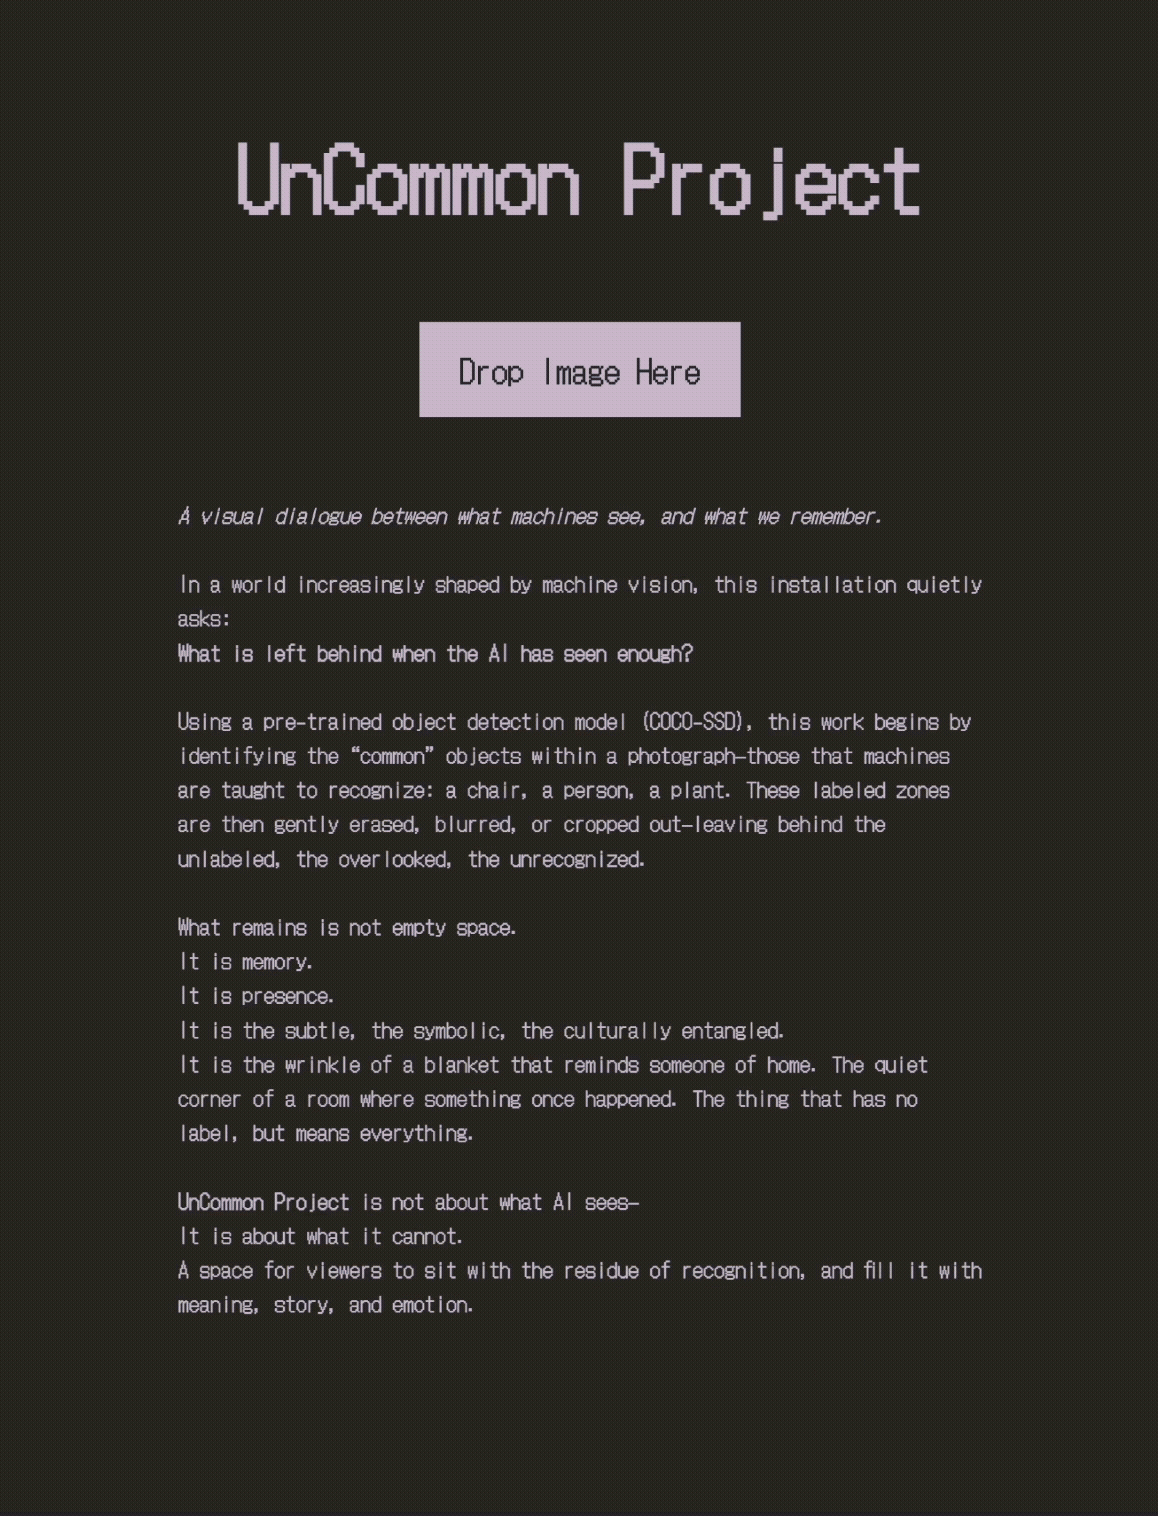 UnCommon Project
Drop Image Here
A visual dialogue between what machines see, and what we remember.
In a world increasingly shaped by machine vision, this installation quietly
asks:
What is left behind when the AI has seen enough?
Using a pre-trained object detection model (COCO-SSD), this work begins by
identifying the “common” objects within a photograph—those that machines
are taught to recognize: a chair, a person, a plant. These labeled zones
are then gently erased, blurred, or cropped out—leaving behind the
unlabeled, the overlooked, the unrecognized.
What remains is not empty space.
It is memory.
It is presence.
It is the subtle, the symbolic, the culturally entangled.
It is the wrinkle of a blanket that reminds someone of home. The quiet
corner of a room where something once happened. The thing that has no
label, but means everything.
UnCommon Project is not about what AI sees—
It is about what it cannot.
A space for viewers to sit with the residue of recognition, and fill it with
meaning, story, and emotion.